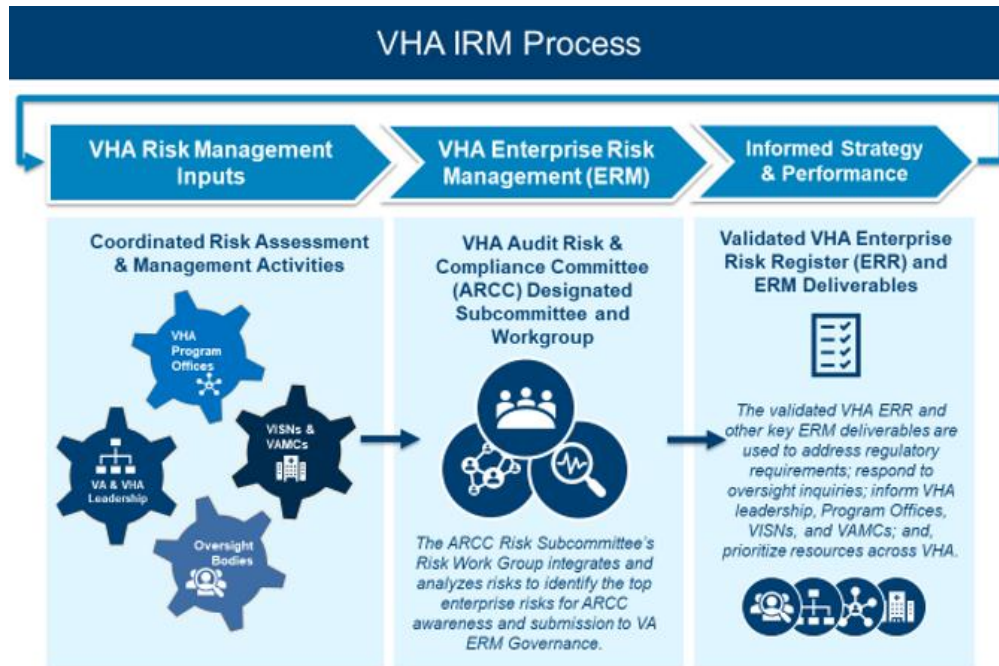 VHA IRM Process
VHA Risk Management
Inputs
VHA Enterprise Risk
Management (ERM)
Informed Strategy
& Performance
Coordinated Risk Assessment
& Management Activities
VHA
Program
Offices
VISNs &
VAMCs
VA & VHA
Leadership
Oversight
Bodies
VHA Audit Risk &
Compliance Committee
(ARCC) Designated
Subcommittee and
Workgroup
The ARCC Risk Subcommittee's
Risk Work Group integrates and
analyzes risks to identify the top
enterprise risks for ARCC
awareness and submission to VA
ERM Governance.
Validated VHA Enterprise
Risk Register (ERR) and
ERM Deliverables
The validated VHA ERR and
other key ERM deliverables are
used to address regulatory
requirements; respond to
oversight inquiries; inform VHA
leadership, Program Offices,
VISNs, and VAMCs; and,
prioritize resources across VHA.